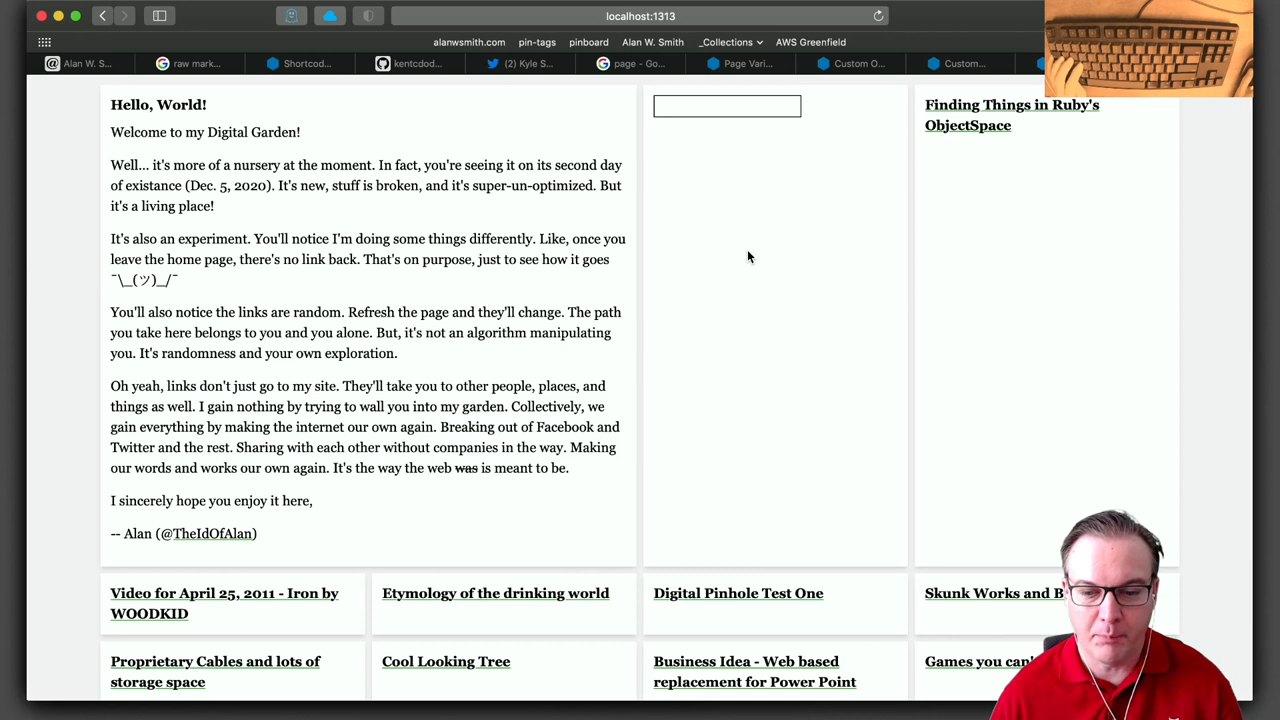 localhost:1313
alanwsmith.com pin-tags pinboard Alan W. Smith _Collections AWS Greenfield
Alan W. S... raw mark... Shortcod... kentcdod... (2) Kyle S... page - Go... Page Vari... Custom O... Custom...
Hello, World!
Welcome to my Digital Garden!
Well... it's more of a nursery at the moment. In fact, you're seeing it on its second day
of existance (Dec. 5, 2020). It's new, stuff is broken, and it's super-un-optimized. But
it's a living place!
It's also an experiment. You'll notice I'm doing some things differently. Like, once you
leave the home page, there's no link back. That's on purpose, just to see how it goes
¯\_(ツ)_/¯
You'll also notice the links are random. Refresh the page and they'll change. The path
you take here belongs to you and you alone. But, it's not an algorithm manipulating
you. It's randomness and your own exploration.
Oh yeah, links don't just go to my site. They'll take you to other people, places, and
things as well. I gain nothing by trying to wall you into my garden. Collectively, we
gain everything by making the internet our own again. Breaking out of Facebook and
Twitter and the rest. Sharing with each other without companies in the way. Making
our words and works our own again. It's the way the web was is meant to be.
I sincerely hope you enjoy it here,
-- Alan (@TheIdOfAlan)
Finding Things in Ruby's
ObjectSpace
Video for April 25, 2011 - Iron by
WOODKID
Etymology of the drinking world
Digital Pinhole Test One
Skunk Works and B
Proprietary Cables and lots of
storage space
Cool Looking Tree
Business Idea - Web based
replacement for Power Point
Games you can'